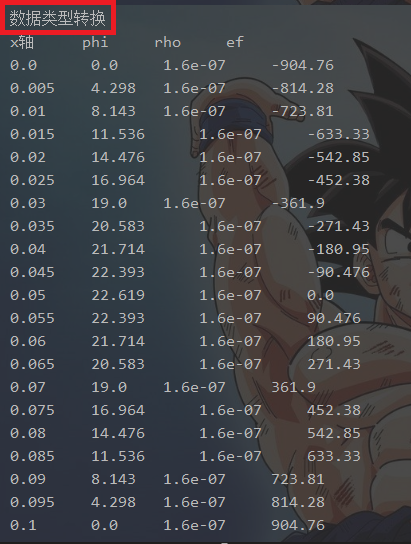 数据类型转换
x轴 phi rho ef
0.0 0.0 1.6e-07 -904.76
0.005 4.298 1.6e-07 -814.28
0.01 8.143 1.6e-07 -723.81
0.015 11.536 1.6e-07 -633.33
0.02 14.476 1.6e-07 -542.85
0.025 16.964 1.6e-07 -452.38
0.03 19.0 1.6e-07 -361.9
0.035 20.583 1.6e-07 -271.43
0.04 21.714 1.6e-07 -180.95
0.045 22.393 1.6e-07 -90.476
0.05 22.619 1.6e-07 0.0
0.055 22.393 1.6e-07 90.476
0.06 21.714 1.6e-07 180.95
0.065 20.583 1.6e-07 271.43
0.07 19.0 1.6e-07 361.9
0.075 16.964 1.6e-07 452.38
0.08 14.476 1.6e-07 542.85
0.085 11.536 1.6e-07 633.33
0.09 8.143 1.6e-07 723.81
0.095 4.298 1.6e-07 814.28
0.1 0.0 1.6e-07 904.76